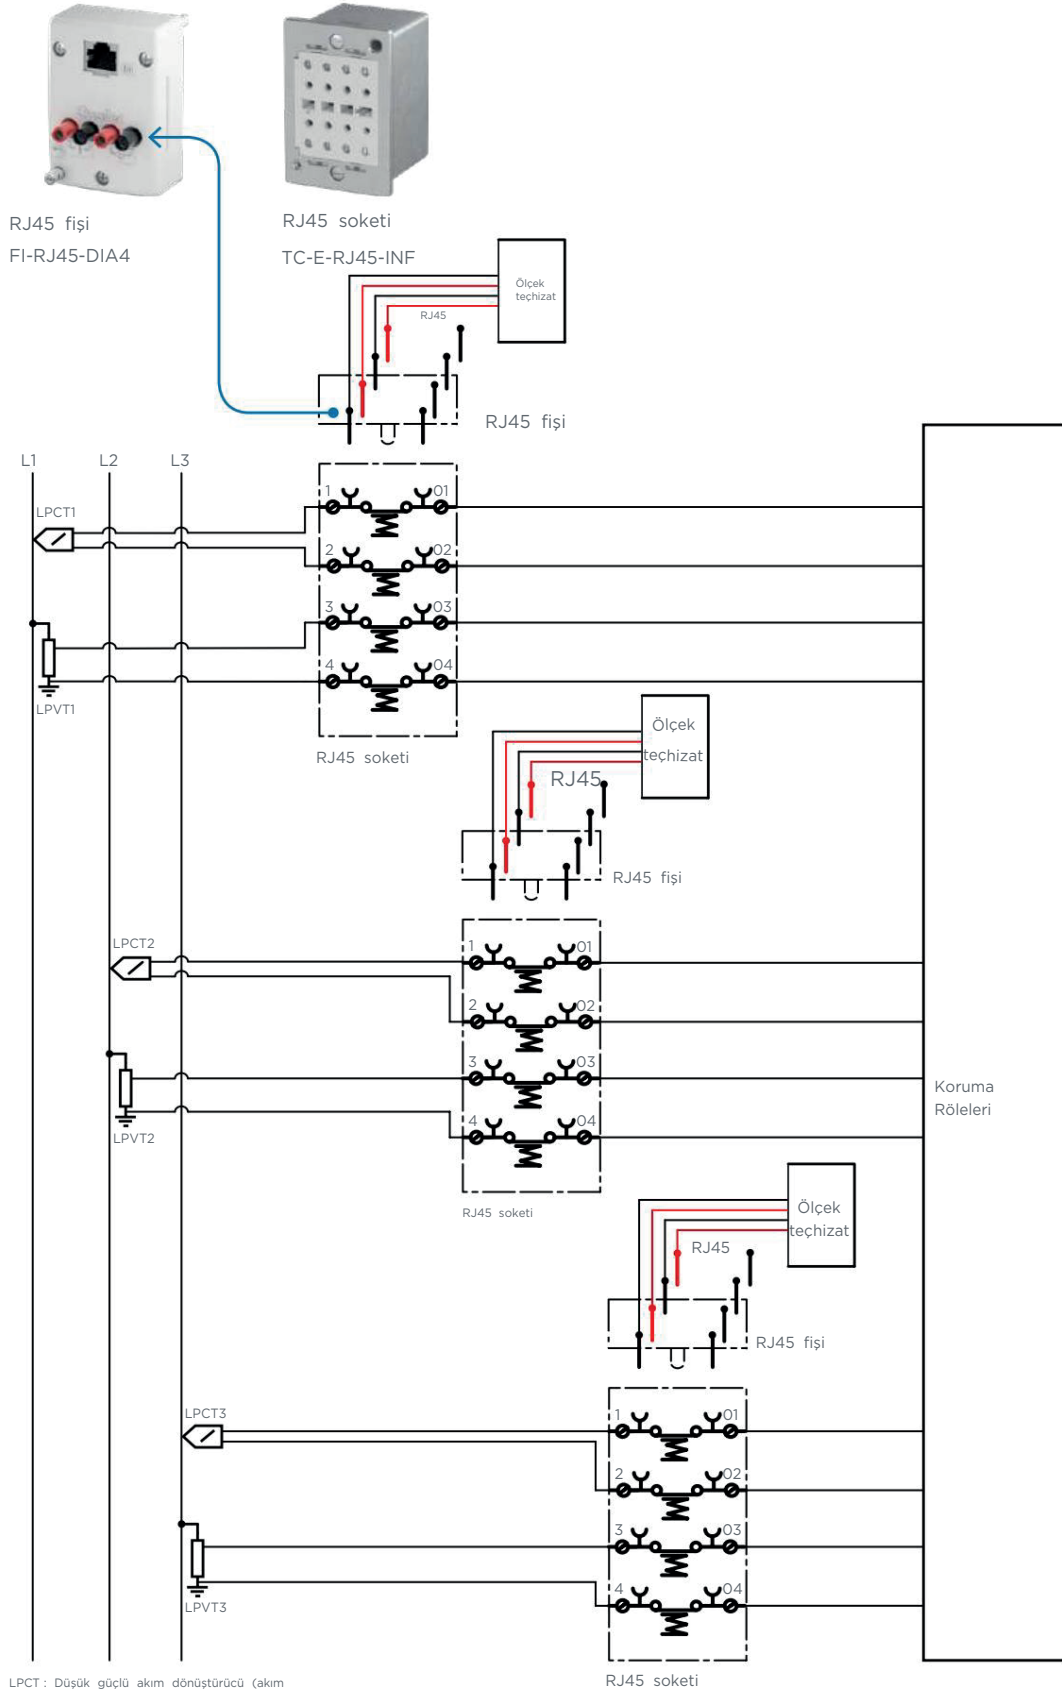 RJ45 fişi
FI-RJ45-DIA4
RJ45 soketi
TC-E-RJ45-INF
Ölçek
teçhizat
RJ45
RJ45 fişi
L1
L2
L3
LPCT1
1
01
2
02
3
03
4
04
LPVT1
RJ45 soketi
Ölçek
teçhizat
RJ45
RJ45 fişi
LPCT2
1
01
2
02
3
03
4
04
LPVT2
RJ45 soketi
Koruma
Röleleri
Ölçek
teçhizat
RJ45
RJ45 fişi
LPCT3
1
01
2
02
3
03
4
04
LPVT3
RJ45 soketi
LPCT : Düşük güçlü akım dönüştürücü (akım